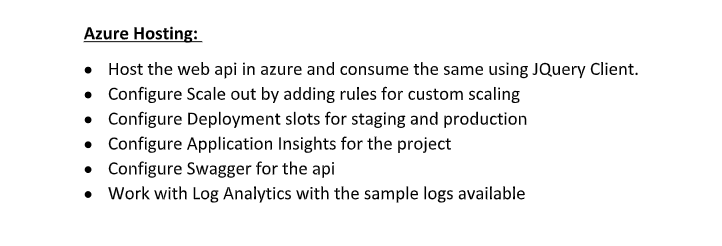 Azure Hosting:
• Host the web api in azure and consume the same using JQuery Client.
• Configure Scale out by adding rules for custom scaling
• Configure Deployment slots for staging and production
• Configure Application Insights for the project
• Configure Swagger for the api
• Work with Log Analytics with the sample logs available